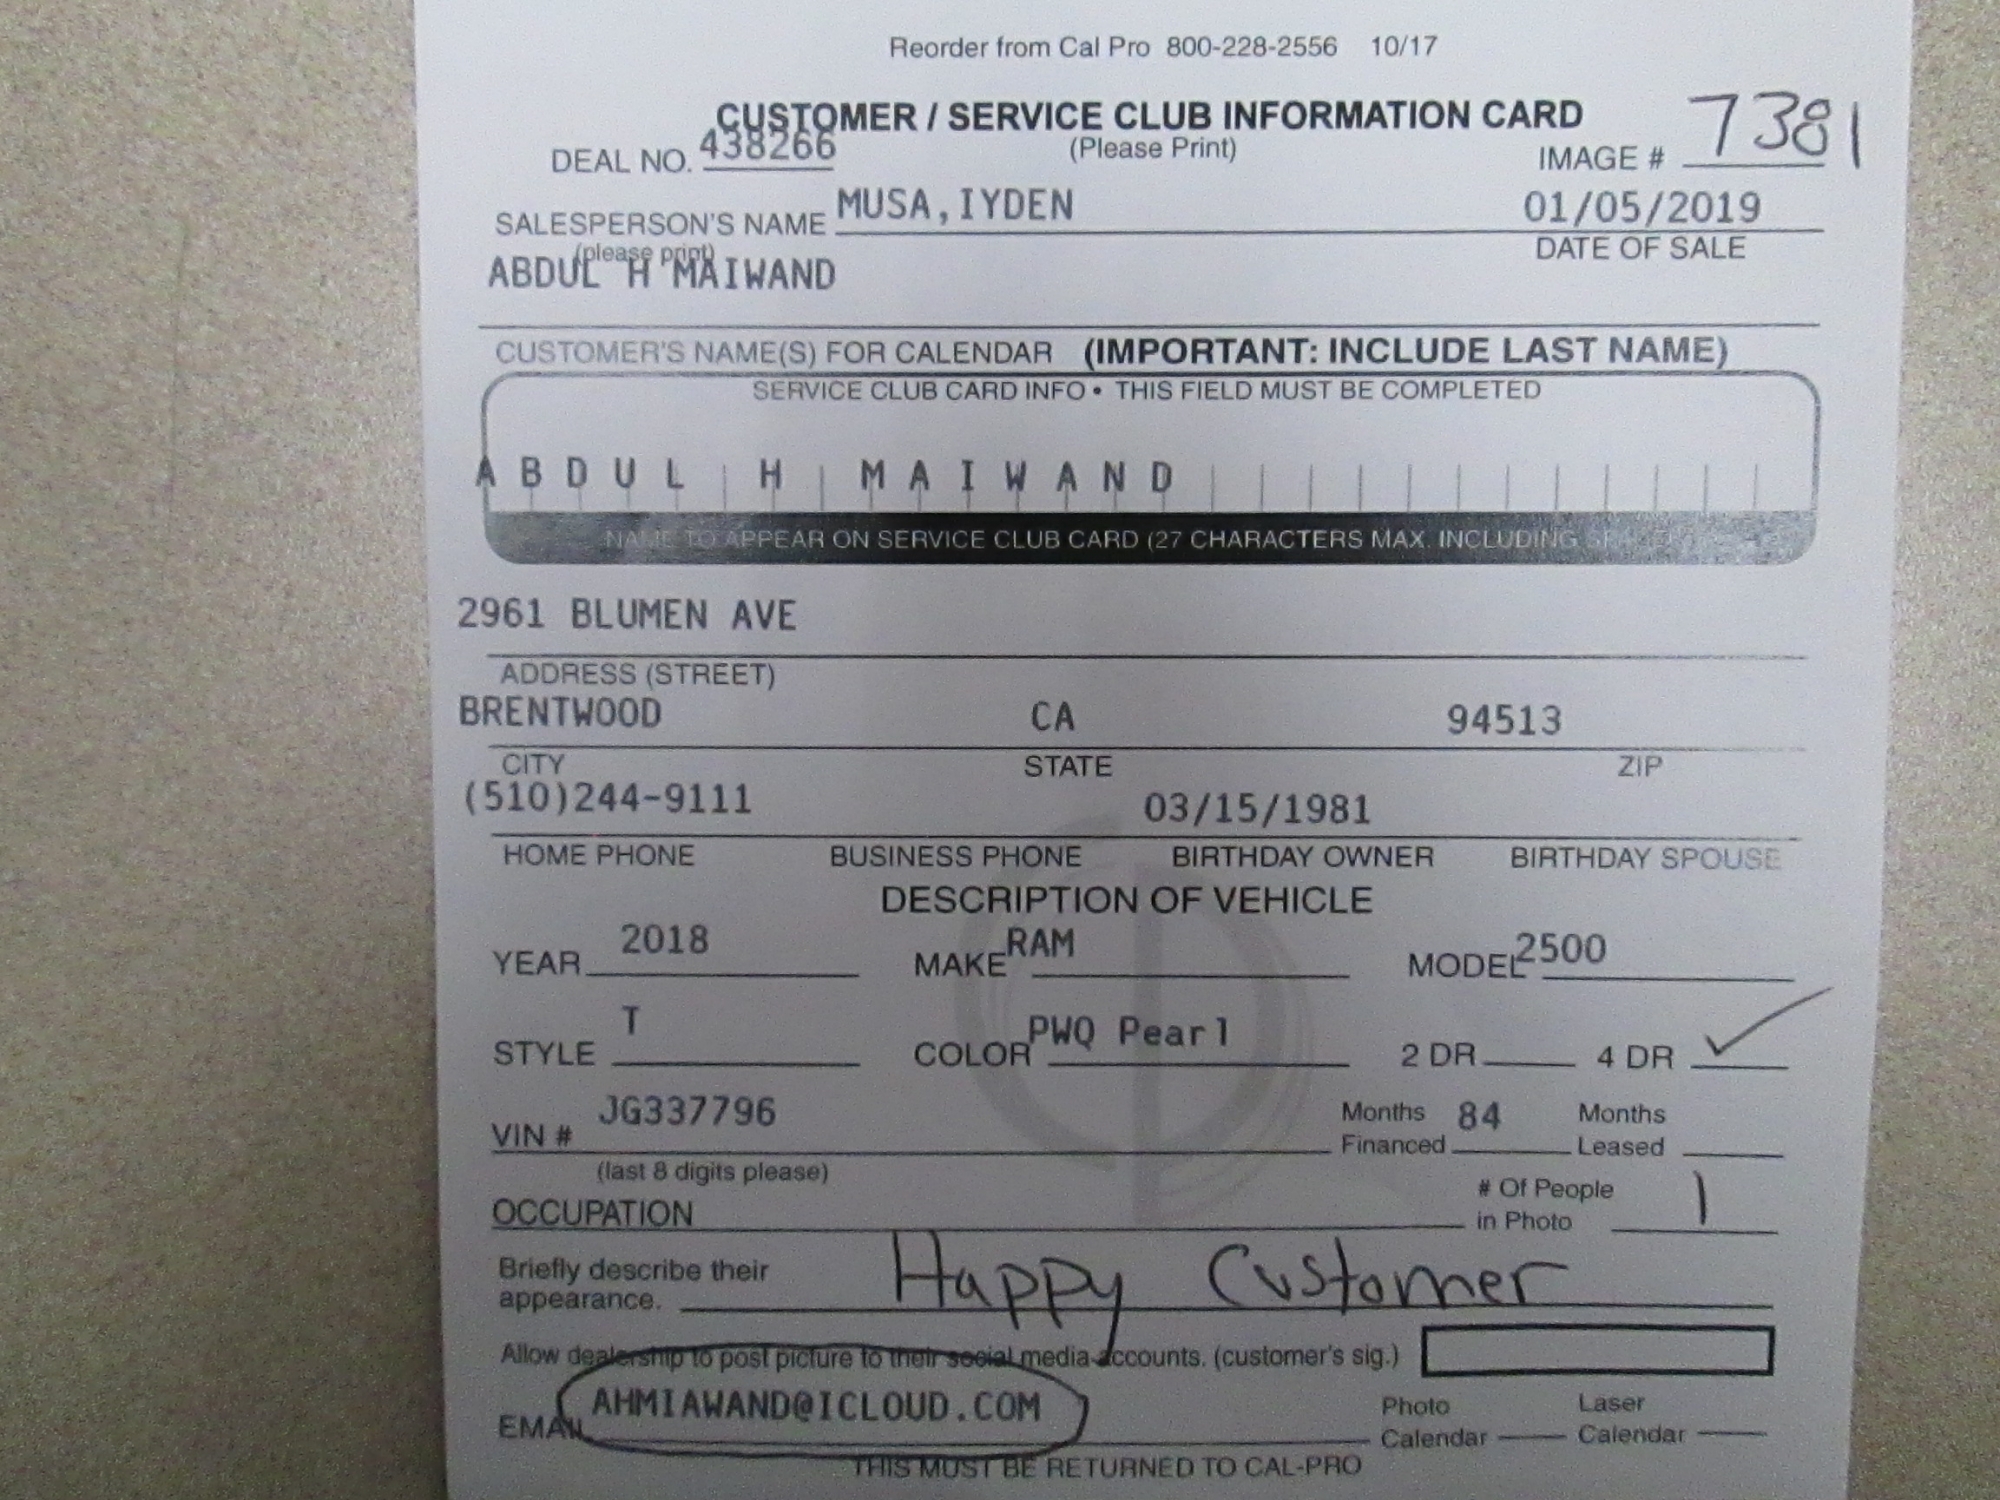 Reorder from Cal Pro 800-228-2556 10/17
CUSTOMER / SERVICE CLUB INFORMATION CARD
(Please Print)
DEAL NO. 438266
IMAGE # 7381
SALESPERSON'S NAME MUSA,IYDEN 01/05/2019
(please print) DATE OF SALE
ABDUL H MAIWAND
CUSTOMER'S NAME(S) FOR CALENDAR (IMPORTANT: INCLUDE LAST NAME)
SERVICE CLUB CARD INFO • THIS FIELD MUST BE COMPLETED
ABDUL H MAIWAND
NAME TO APPEAR ON SERVICE CLUB CARD (27 CHARACTERS MAX. INCLUDING
2961 BLUMEN AVE
ADDRESS (STREET)
BRENTWOOD CA 94513
CITY STATE ZIP
(510)244-9111 03/15/1981
HOME PHONE BUSINESS PHONE BIRTHDAY OWNER BIRTHDAY SPOUSE
DESCRIPTION OF VEHICLE
YEAR 2018 MAKE RAM MODEL 2500
STYLE T COLOR PWQ Pearl 2 DR 4 DR ✓
VIN # JG337796 Months Financed 84 Months Leased
(last 8 digits please)
OCCUPATION # Of People in Photo 1
Briefly describe their appearance. Happy Customer
Allow dealership to post picture to their social media accounts. (customer's sig.)
EMAIL AHMIAWAND@ICLOUD.COM Photo Calendar Laser Calendar
THIS MUST BE RETURNED TO CAL-PRO